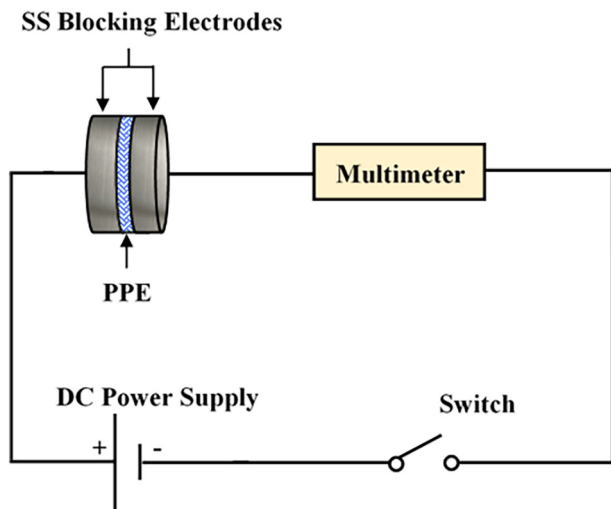 SS Blocking Electrodes
Multimeter
PPE
DC Power Supply
Switch
+ -